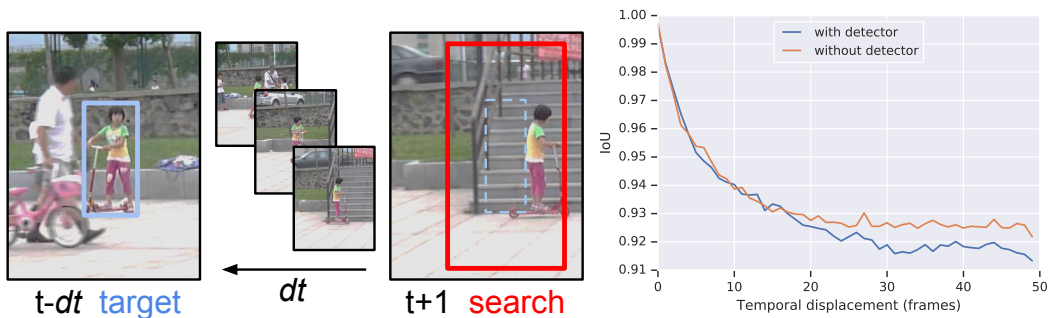 t-dt target
dt
t+1 search
1.00
0.99
0.98
0.97
0.96
0.95
0.94
0.93
0.92
0.91
IoU
with detector
without detector
0 10 20 30 40 50
Temporal displacement (frames)